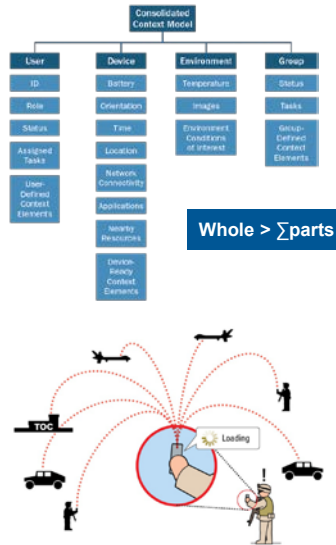 Consolidated
Context Model
User
Device
Environment
Group
ID
Battery
Temperature
Status
Role
Orientation
Images
Tasks
Status
Time
Environment
Conditions
of Interest
Group-
Defined
Context
Elements
Assigned
Tasks
Location
User-
Defined
Context
Elements
Network
Connectivity
Applications
Nearby
Resources
Device-
Ready
Context
Elements
Whole > ∑parts
TOC
Loading
!